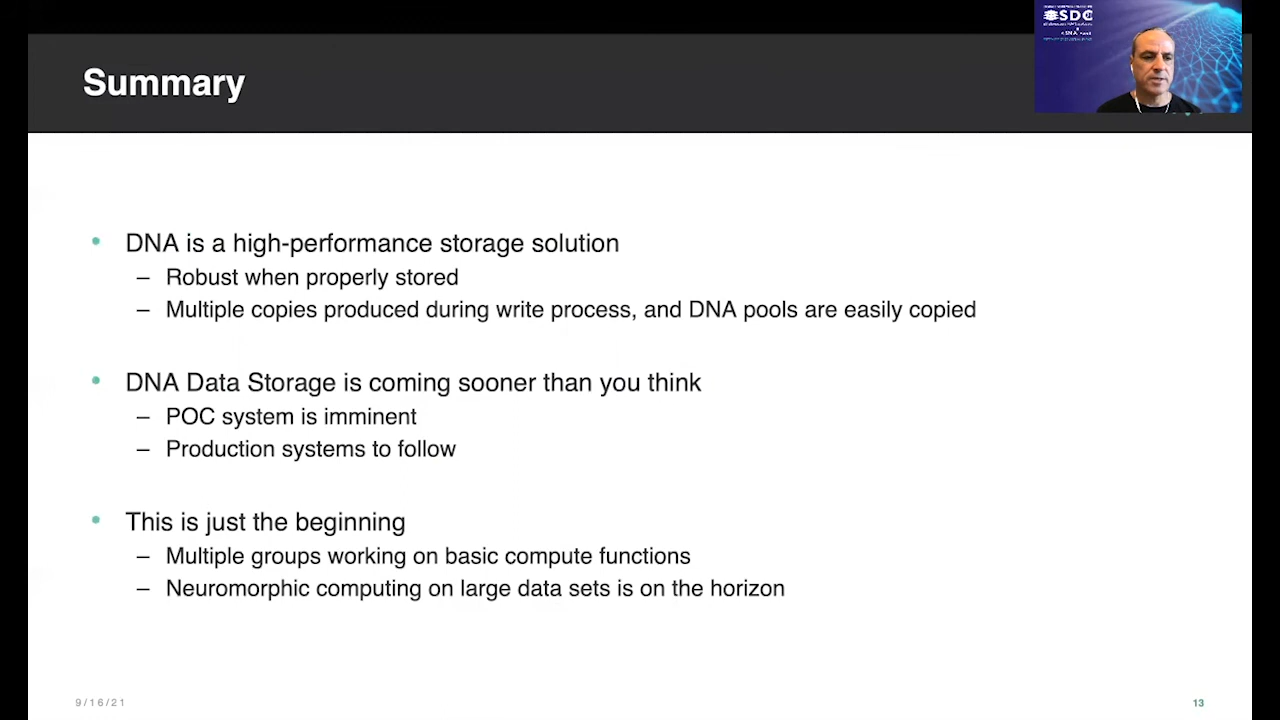 SDC
SNIA
Summary
• DNA is a high-performance storage solution
– Robust when properly stored
– Multiple copies produced during write process, and DNA pools are easily copied
• DNA Data Storage is coming sooner than you think
– POC system is imminent
– Production systems to follow
• This is just the beginning
– Multiple groups working on basic compute functions
– Neuromorphic computing on large data sets is on the horizon
9/16/21
13